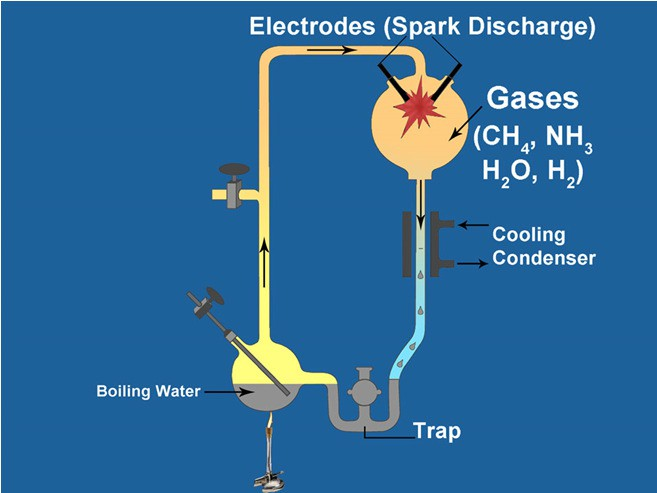 Electrodes (Spark Discharge)
Gases
(CH₄, NH₃
H₂O, H₂)
Cooling
Condenser
Boiling Water
Trap